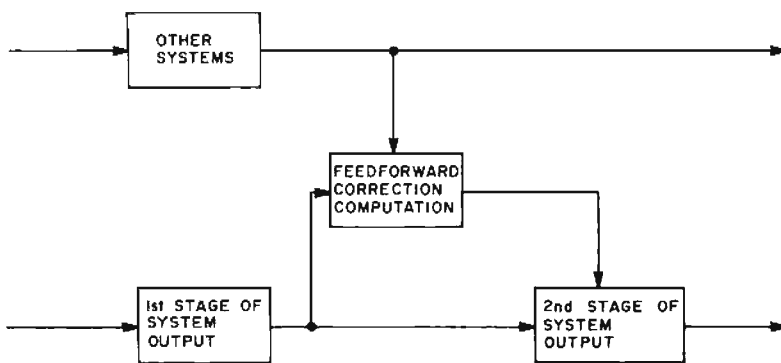 OTHER
SYSTEMS
FEEDFORWARD
CORRECTION
COMPUTATION
1st STAGE OF
SYSTEM
OUTPUT
2nd STAGE OF
SYSTEM
OUTPUT